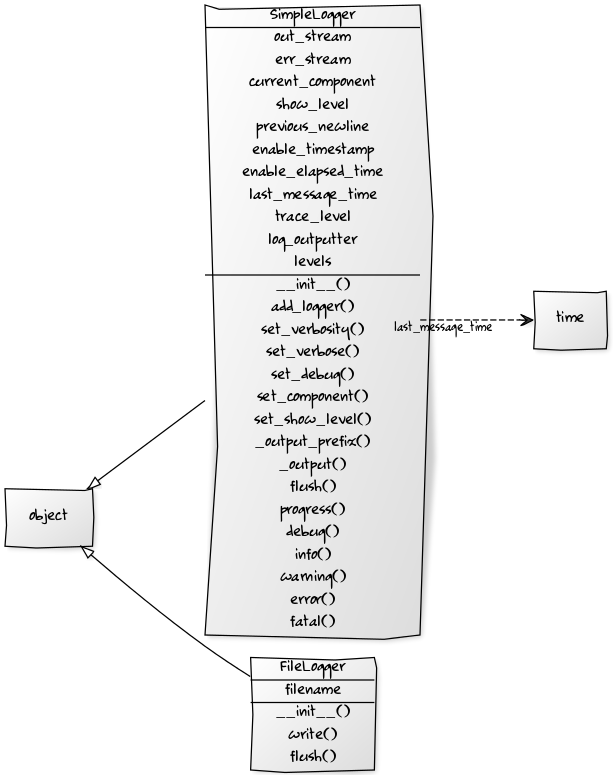 SimpleLogger
out_stream
err_stream
current_component
show_level
previous_newline
enable_timestamp
enable_elapsed_time
last_message_time
trace_level
log_outputter
levels
__init__()
add_logger()
set_verbosity()
set_verbose()
set_debug()
set_component()
set_show_level()
_output_prefix()
_output()
flush()
progress()
debug()
info()
warning()
error()
fatal()
last_message_time
time
object
FileLogger
filename
__init__()
write()
flush()